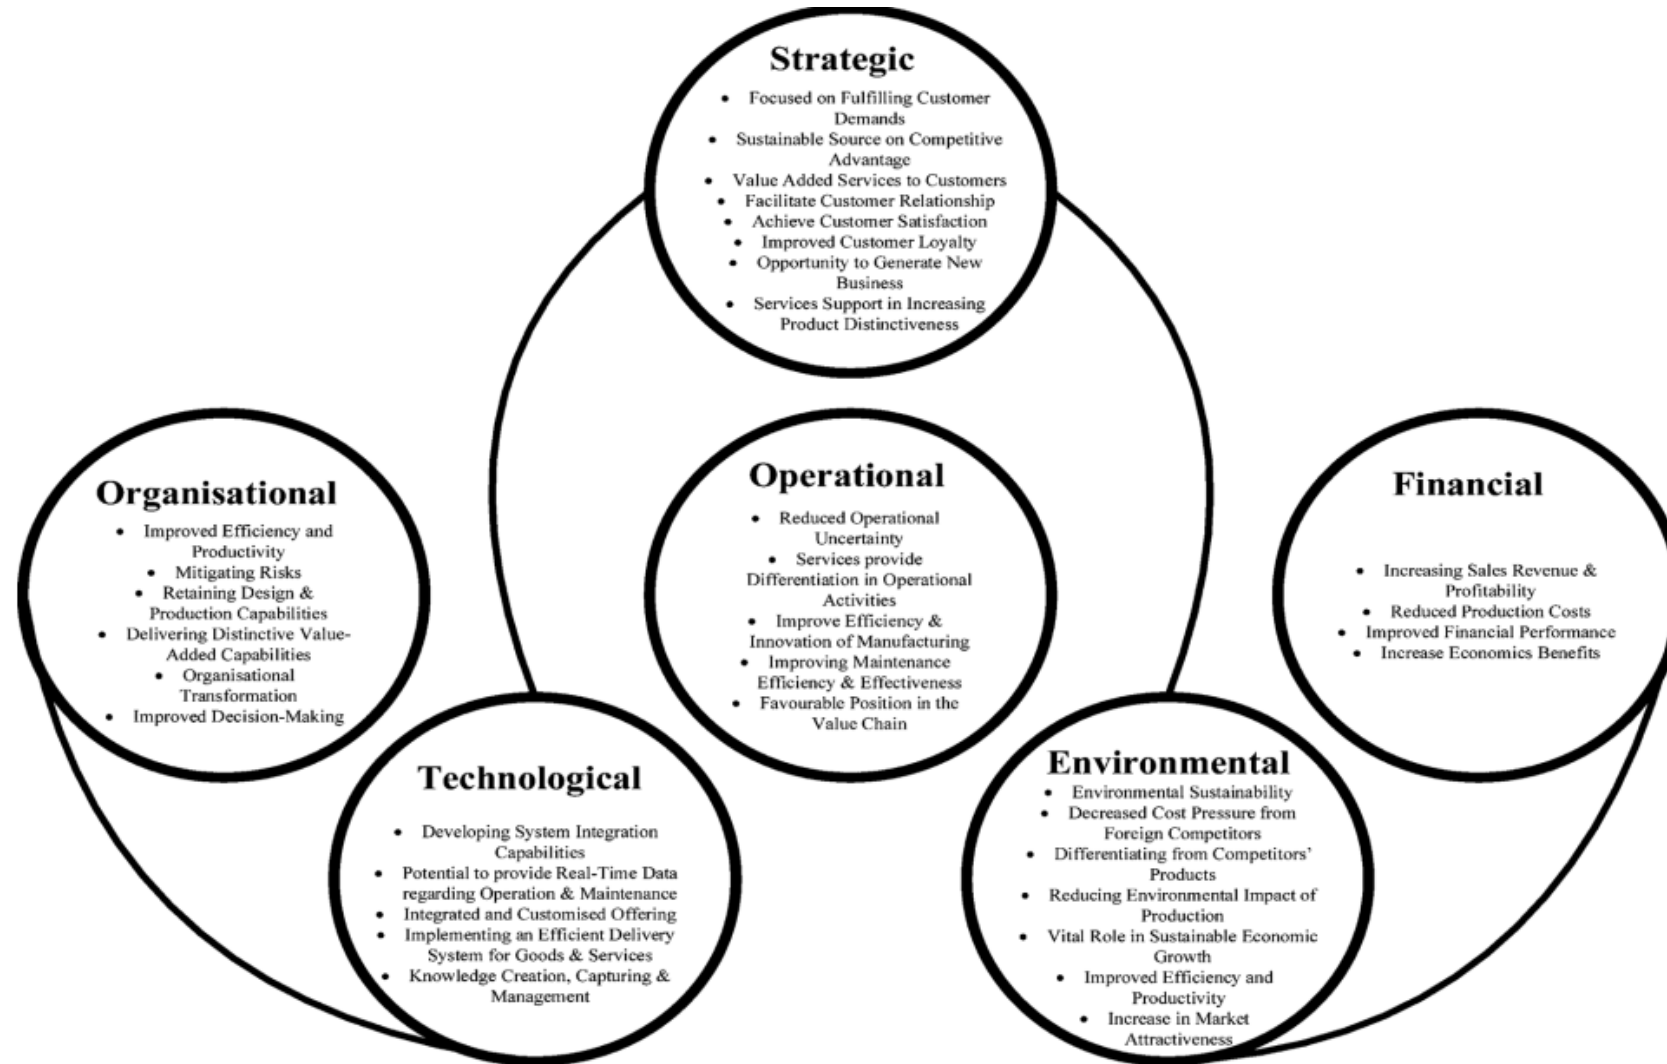 Strategic
• Focused on Fulfilling Customer
Demands
• Sustainable Source on Competitive
Advantage
• Value Added Services to Customers
• Facilitate Customer Relationship
• Achieve Customer Satisfaction
• Improved Customer Loyalty
• Opportunity to Generate New
Business
• Services Support in Increasing
Product Distinctiveness
Organisational
• Improved Efficiency and
Productivity
• Mitigating Risks
• Retaining Design &
Production Capabilities
• Delivering Distinctive Value-
Added Capabilities
• Organisational
Transformation
• Improved Decision-Making
Operational
• Reduced Operational
Uncertainty
• Services provide
Differentiation in Operational
Activities
• Improve Efficiency &
Innovation of Manufacturing
• Improving Maintenance
Efficiency & Effectiveness
• Favourable Position in the
Value Chain
Financial
• Increasing Sales Revenue &
Profitability
• Reduced Production Costs
• Improved Financial Performance
• Increase Economics Benefits
Technological
• Developing System Integration
Capabilities
• Potential to provide Real-Time Data
regarding Operation & Maintenance
• Integrated and Customised Offering
• Implementing an Efficient Delivery
System for Goods & Services
• Knowledge Creation, Capturing &
Management
Environmental
• Environmental Sustainability
• Decreased Cost Pressure from
Foreign Competitors
• Differentiating from Competitors'
Products
• Reducing Environmental Impact of
Production
• Vital Role in Sustainable Economic
Growth
• Improved Efficiency and
Productivity
• Increase in Market
Attractiveness